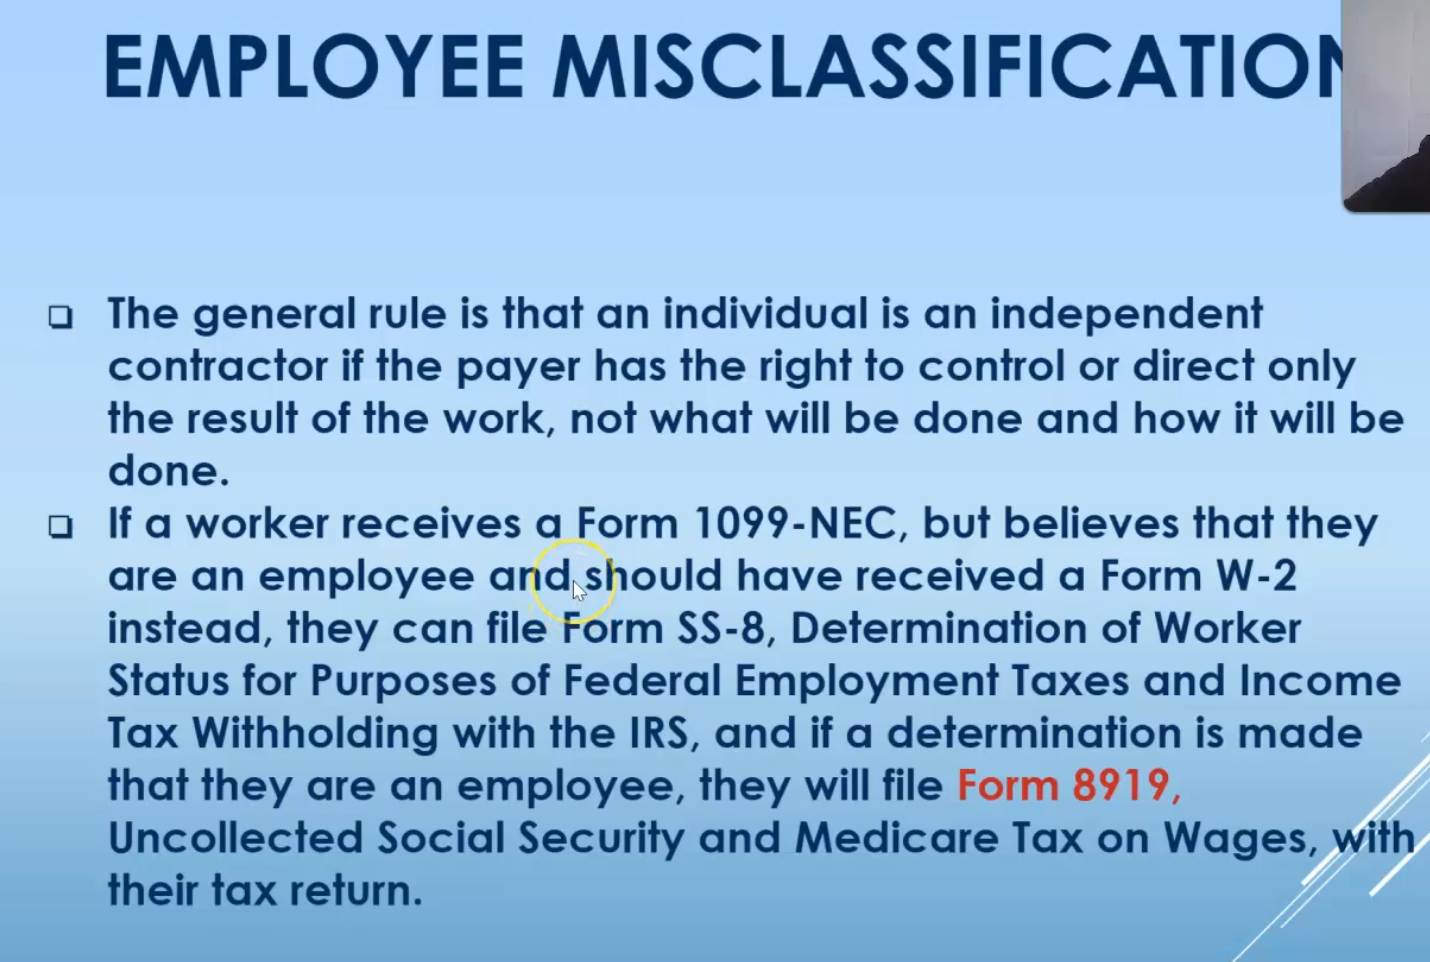 EMPLOYEE MISCLASSIFICATION
The general rule is that an individual is an independent
contractor if the payer has the right to control or direct only
the result of the work, not what will be done and how it will be
done.
If a worker receives a Form 1099-NEC, but believes that they
are an employee and should have received a Form W-2
instead, they can file Form SS-8, Determination of Worker
Status for Purposes of Federal Employment Taxes and Income
Tax Withholding with the IRS, and if a determination is made
that they are an employee, they will file Form 8919,
Uncollected Social Security and Medicare Tax on Wages, with
their tax return.